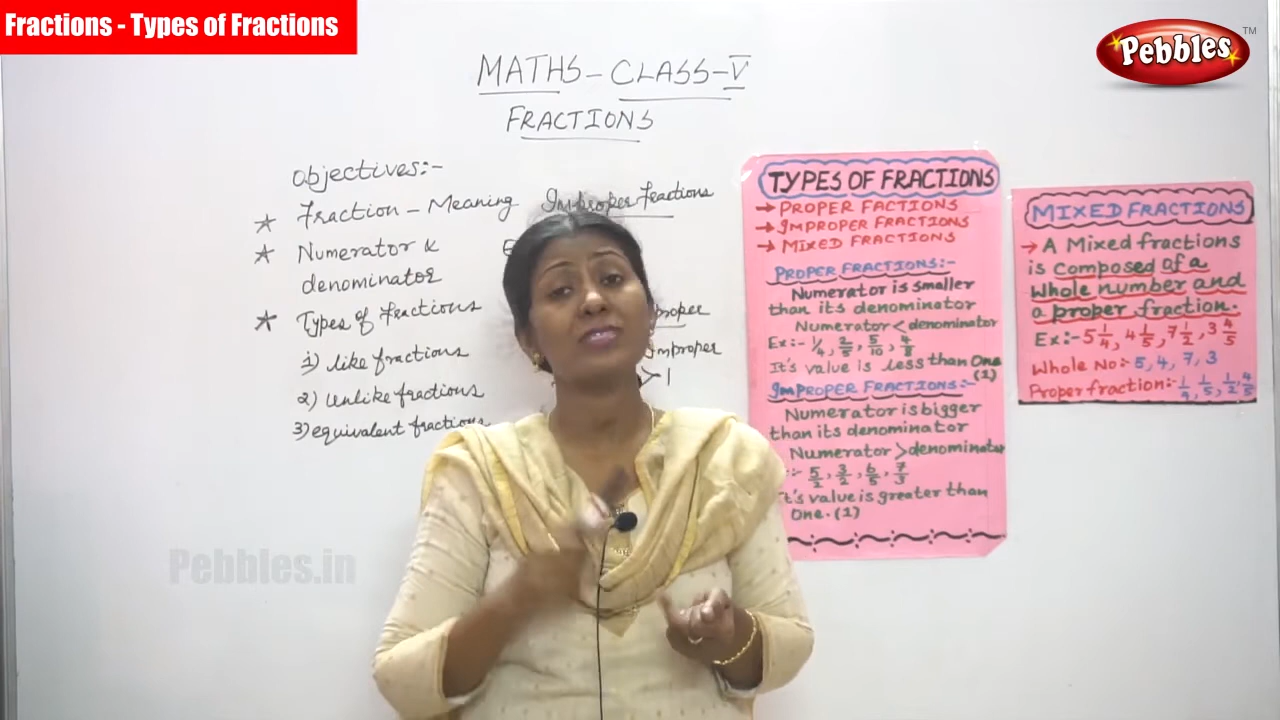 Fractions - Types of Fractions
Pebbles TM
MATHS - CLASS - V
FRACTIONS
Objectives:-
* Fraction - Meaning
* Numerator &
denominator
* Types of fractions
1) like fractions
2) unlike fractions
3) equivalent fractions
Improper
Improper
> 1
TYPES OF FRACTIONS
→ PROPER FACTIONS
→ IMPROPER FRACTIONS
→ MIXED FRACTIONS
PROPER FRACTIONS:-
Numerator is smaller
than its denominator
Numerator < denominator
Ex:- 1/4, 2/5, 5/10, 4/8
It's value is less than One
(1)
IMPROPER FRACTIONS:-
Numerator is bigger
than its denominator
Numerator > denominator
:- 5/2, 3/2, 6/5, 7/3
It's value is greater than
One. (1)
MIXED FRACTIONS
→ A Mixed fractions
is composed of a
Whole number and
a proper fraction.
Ex:- 5 1/4, 4 1/5, 7 1/2, 3 4/5
Whole No:- 5, 4, 7, 3
Proper fraction:- 1/4, 1/5, 1/2, 4/5
Pebbles.in